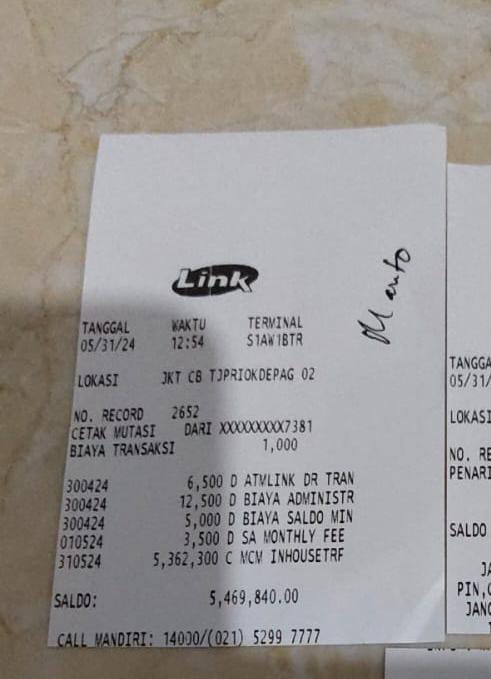 Link
TANGGAL WAKTU TERMINAL
05/31/24 12:54 S1AW1BTR
LOKASI JKT CB TJPRIOKDEPAG 02
NO. RECORD 2652
CETAK MUTASI DARI XXXXXXXXX7381
BIAYA TRANSAKSI 1,000
300424 6,500 D ATMLINK DR TRAN
300424 12,500 D BIAYA ADMINISTR
300424 5,000 D BIAYA SALDO MIN
010524 3,500 D SA MONTHLY FEE
310524 5,362,300 C MCM INHOUSETRF
SALDO: 5,469,840.00
CALL MANDIRI: 14000/(021) 5299 7777
TANGGA
05/31/
LOKASI
NO. RE
PENARI
SALDO
JA
PIN,
JANG